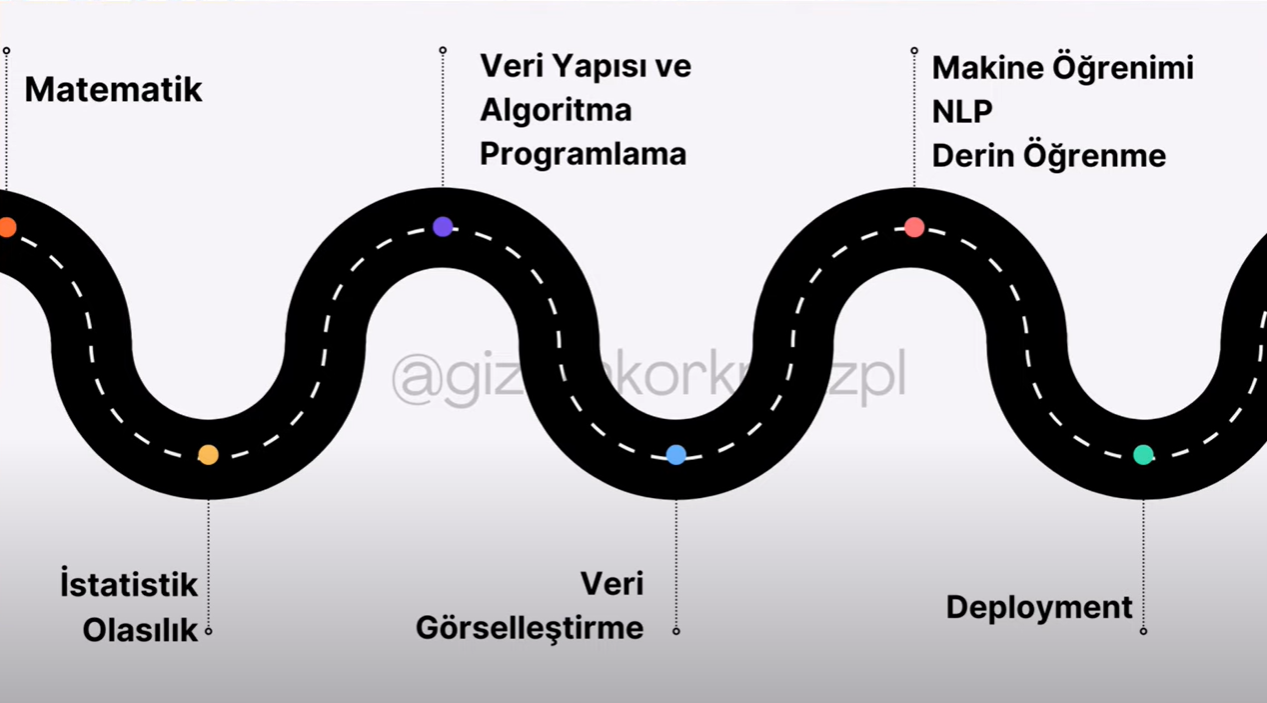 Matematik
İstatistik
Olasılık
Veri Yapısı ve
Algoritma
Programlama
Veri
Görselleştirme
Makine Öğrenimi
NLP
Derin Öğrenme
Deployment